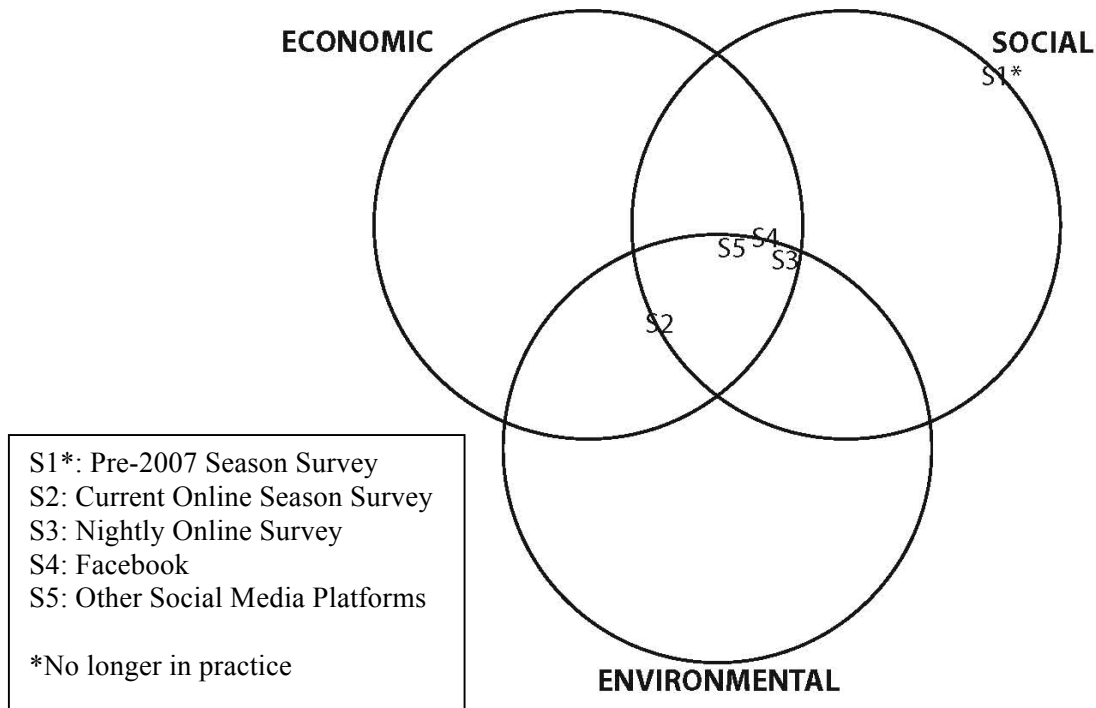 ECONOMIC
SOCIAL
S1*
S4
S5
S3
S2
S1*: Pre-2007 Season Survey
S2: Current Online Season Survey
S3: Nightly Online Survey
S4: Facebook
S5: Other Social Media Platforms
*No longer in practice
ENVIRONMENTAL